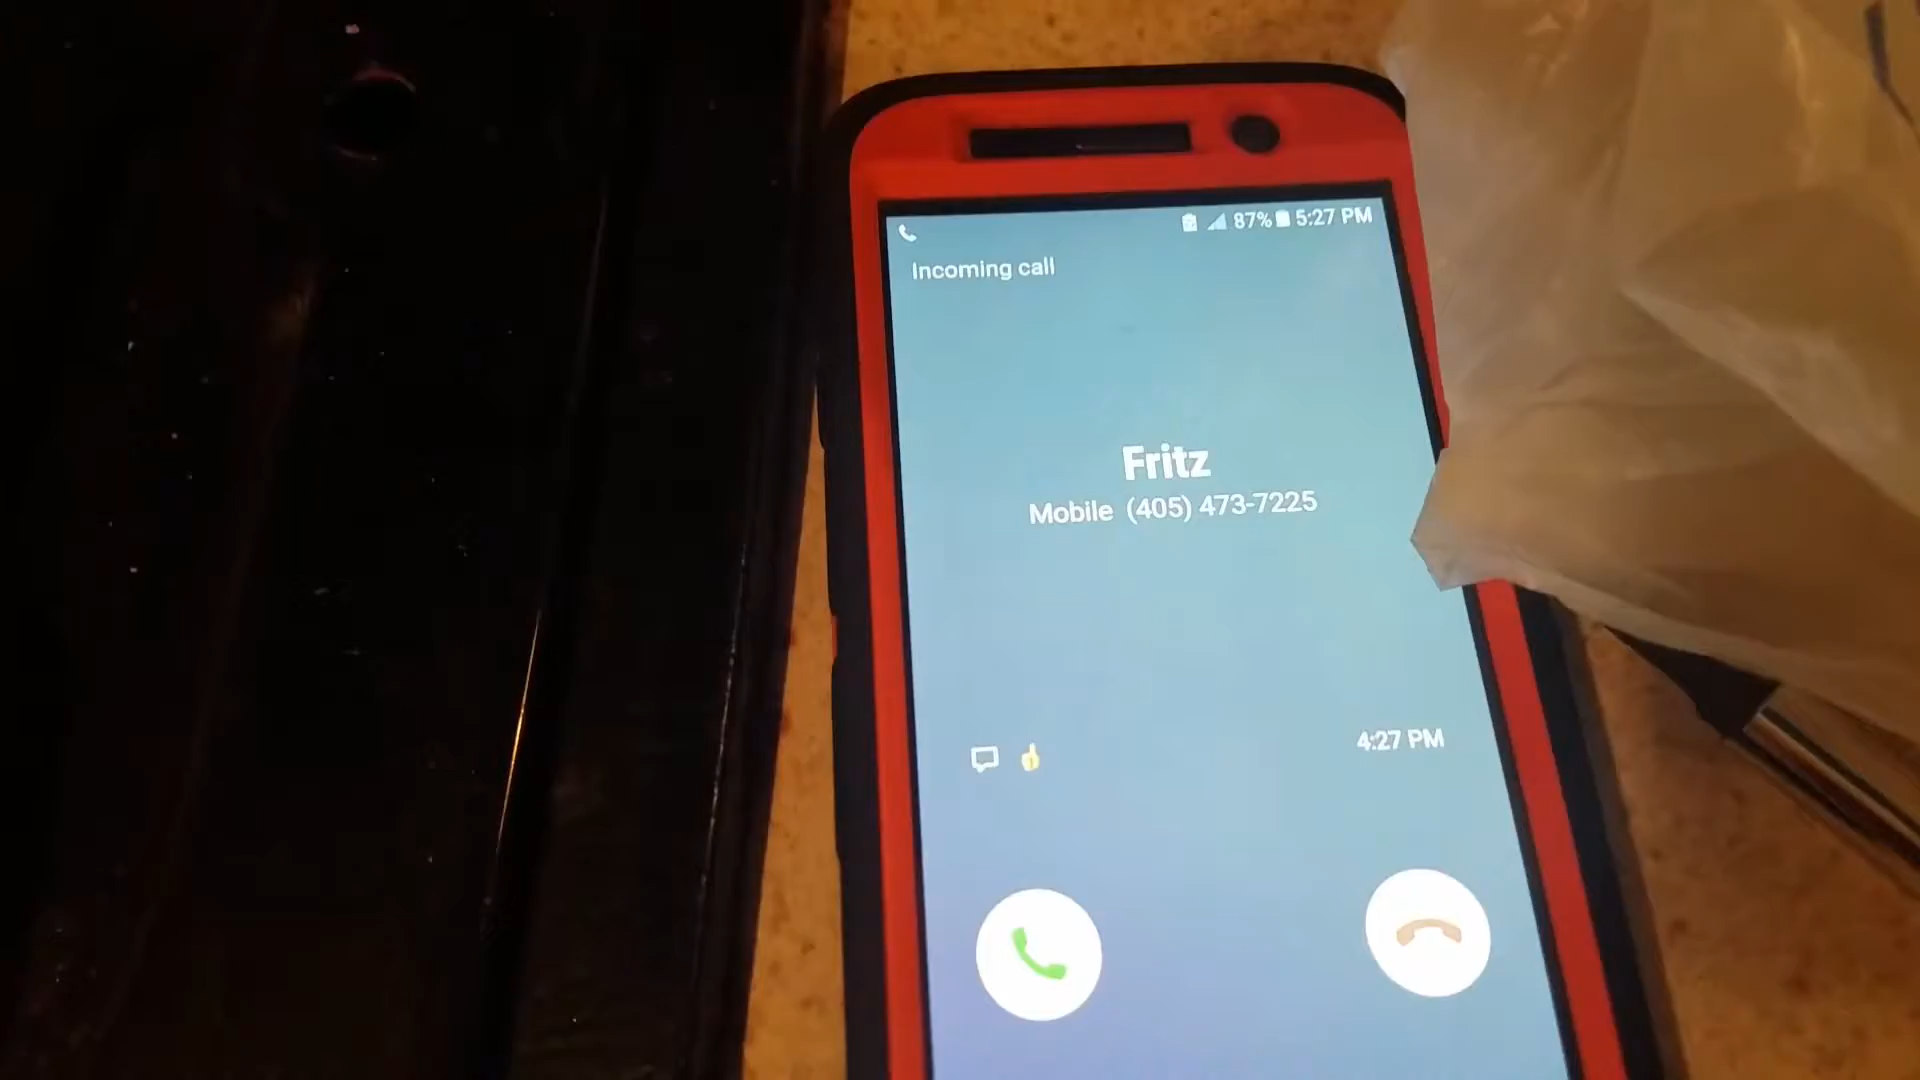 87% 5:27 PM
Incoming call
Fritz
Mobile (405) 473-7225
4:27 PM